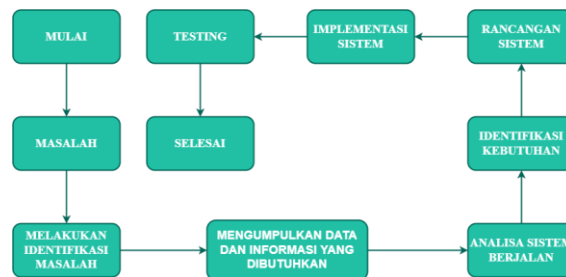 MULAI
TESTING
IMPLEMENTASI
SISTEM
RANCANGAN
SISTEM
MASALAH
SELESAI
IDENTIFIKASI
KEBUTUHAN
MELAKUKAN
IDENTIFIKASI
MASALAH
MENGUMPULKAN DATA
DAN INFORMASI YANG
DIBUTUHKAN
ANALISA SISTEM
BERJALAN